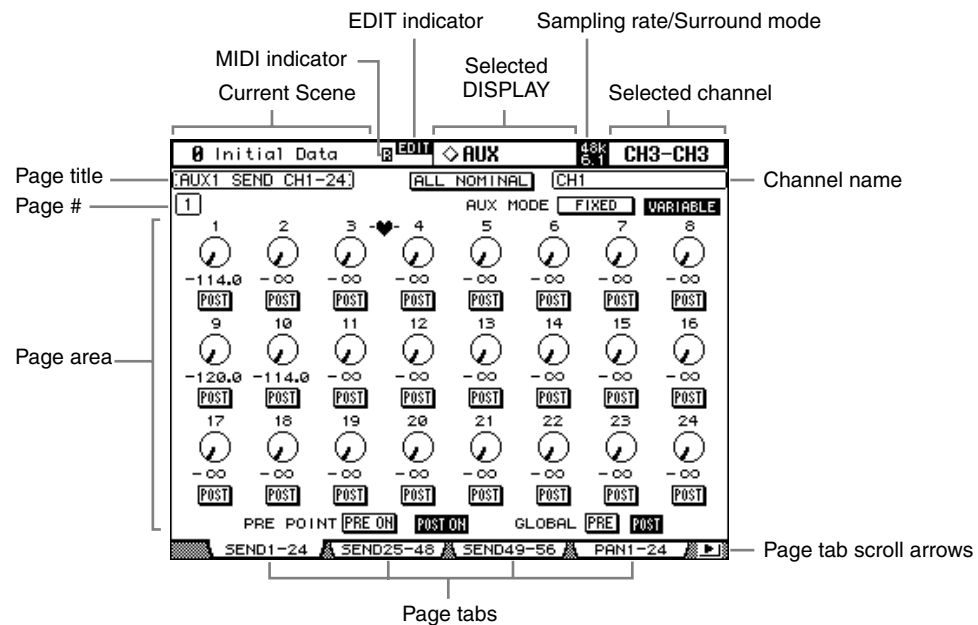 EDIT indicator
Sampling rate/Surround mode
MIDI indicator
Selected
DISPLAY
Current Scene
Selected channel
0 Initial Data
R
EDIT
◇AUX
48k
6.1
CH3-CH3
Page title
AUX1 SEND CH1-24
ALL NOMINAL
CH1
Channel name
Page #
1
AUX MODE FIXED VARIABLE
1 2 3 4 5 6 7 8
-114.0 -∞ -∞ -∞ -∞ -∞ -∞ -∞
POST POST POST POST POST POST POST POST
9 10 11 12 13 14 15 16
Page area
-120.0 -114.0 -∞ -∞ -∞ -∞ -∞ -∞
POST POST POST POST POST POST POST POST
17 18 19 20 21 22 23 24
-∞ -∞ -∞ -∞ -∞ -∞ -∞ -∞
POST POST POST POST POST POST POST POST
PRE POINT PRE ON POST ON GLOBAL PRE POST
SEND1-24 SEND25-48 SEND49-56 PAN1-24
Page tab scroll arrows
Page tabs